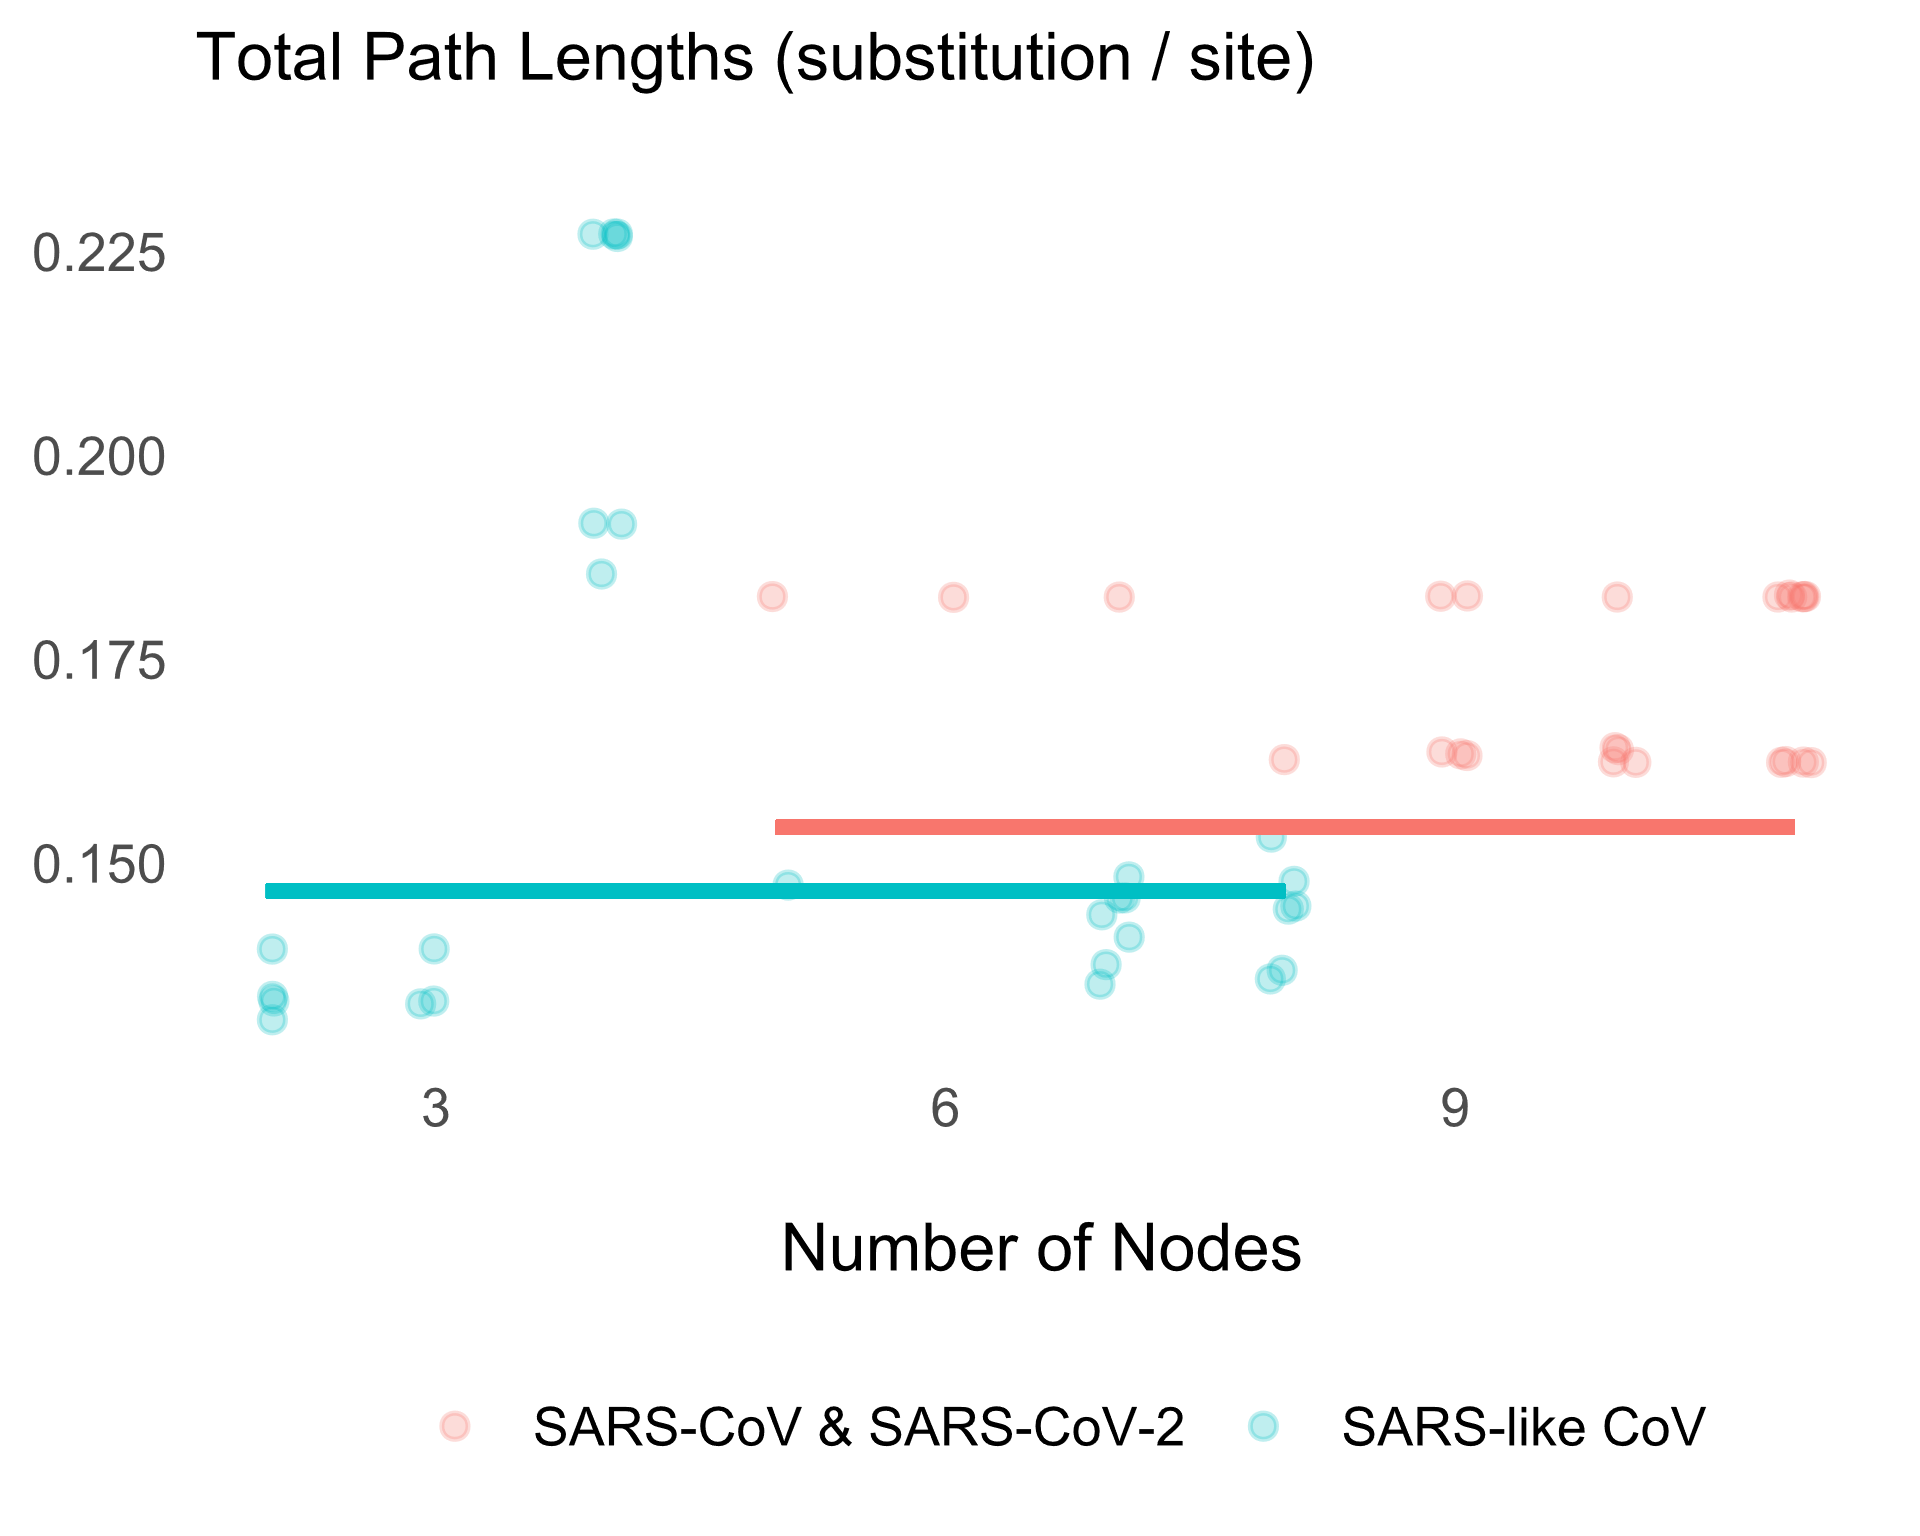 Total Path Lengths (substitution / site)
0.225
0.200
0.175
0.150
3 6 9
Number of Nodes
SARS-CoV & SARS-CoV-2 SARS-like CoV